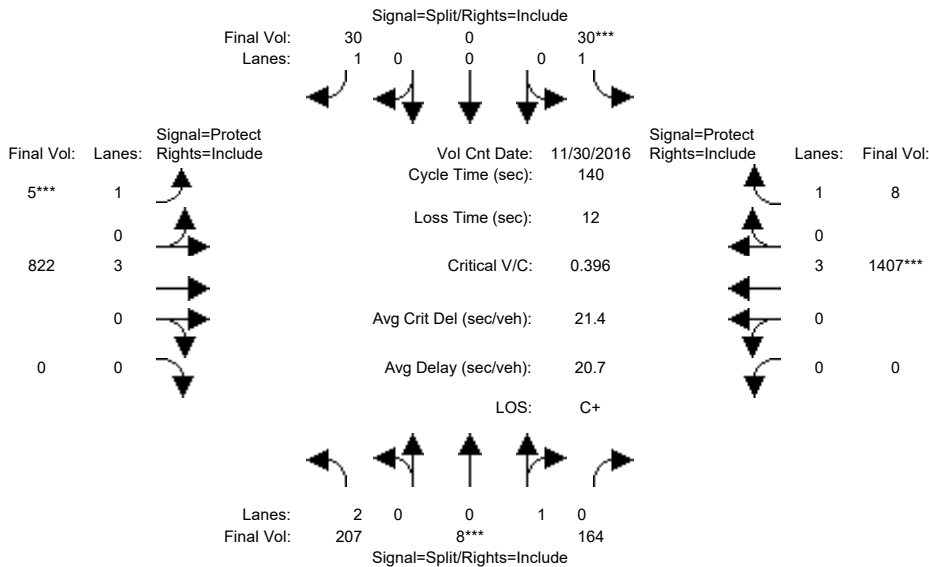 Signal=Split/Rights=Include
Final Vol: 30 0 30***
Lanes: 1 0 0 0 1
Signal=Protect Signal=Protect
Final Vol: Lanes: Rights=Include Vol Cnt Date: 11/30/2016 Rights=Include Lanes: Final Vol:
Cycle Time (sec): 140
5*** 1 1 8
Loss Time (sec): 12
0 0
822 3 Critical V/C: 0.396 3 1407***
0 Avg Crit Del (sec/veh): 21.4 0
0 0 Avg Delay (sec/veh): 20.7 0 0
LOS: C+
Lanes: 2 0 0 1 0
Final Vol: 207 8*** 164
Signal=Split/Rights=Include